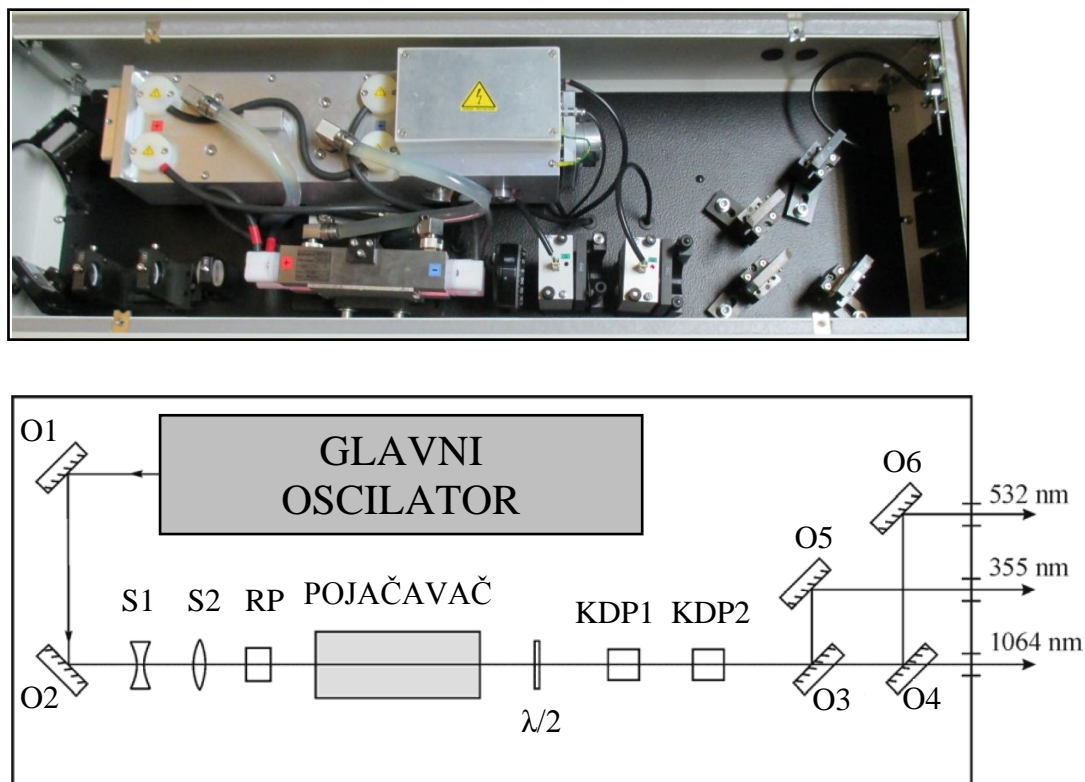 O1
GLAVNI
OSCILATOR
O6
532 nm
O5
355 nm
S1
S2
RP
POJAČAVAČ
KDP1
KDP2
1064 nm
O2
λ/2
O3
O4